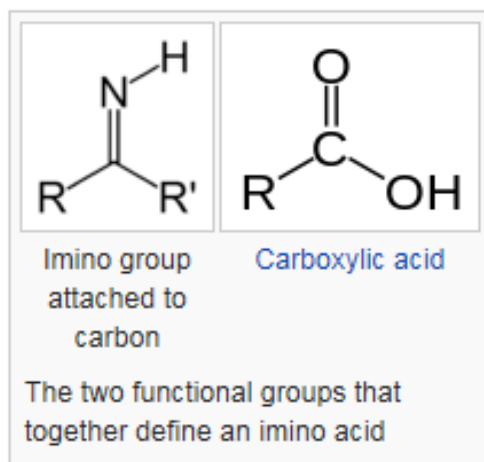 H
N
R
R'
O
C
R
OH
Imino group
attached to
carbon
Carboxylic acid
The two functional groups that
together define an imino acid